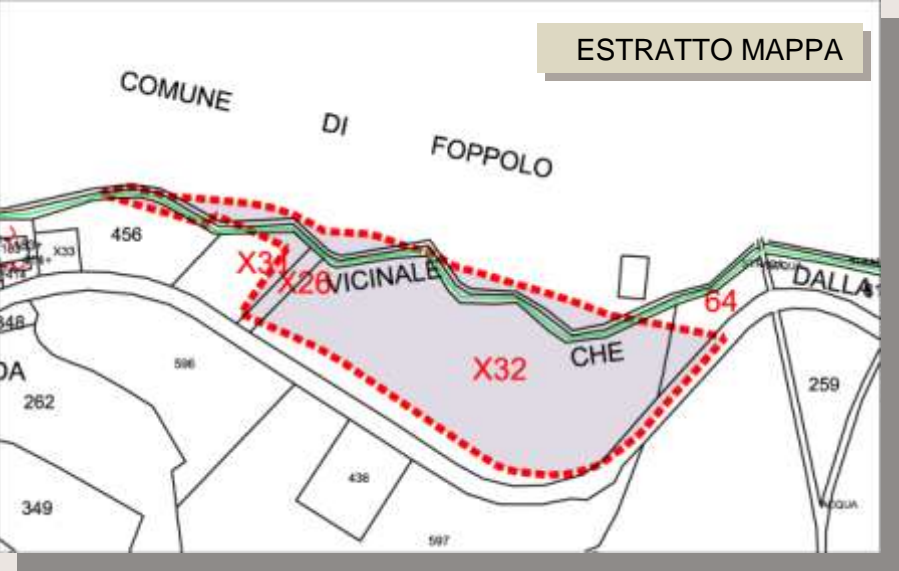 ESTRATTO MAPPA
COMUNE DI FOPPOLO
456
X33
X31
X26
VICINALE
64
DALLA
348
596
X32
CHE
DA
262
259
438
349
ACQUA
597